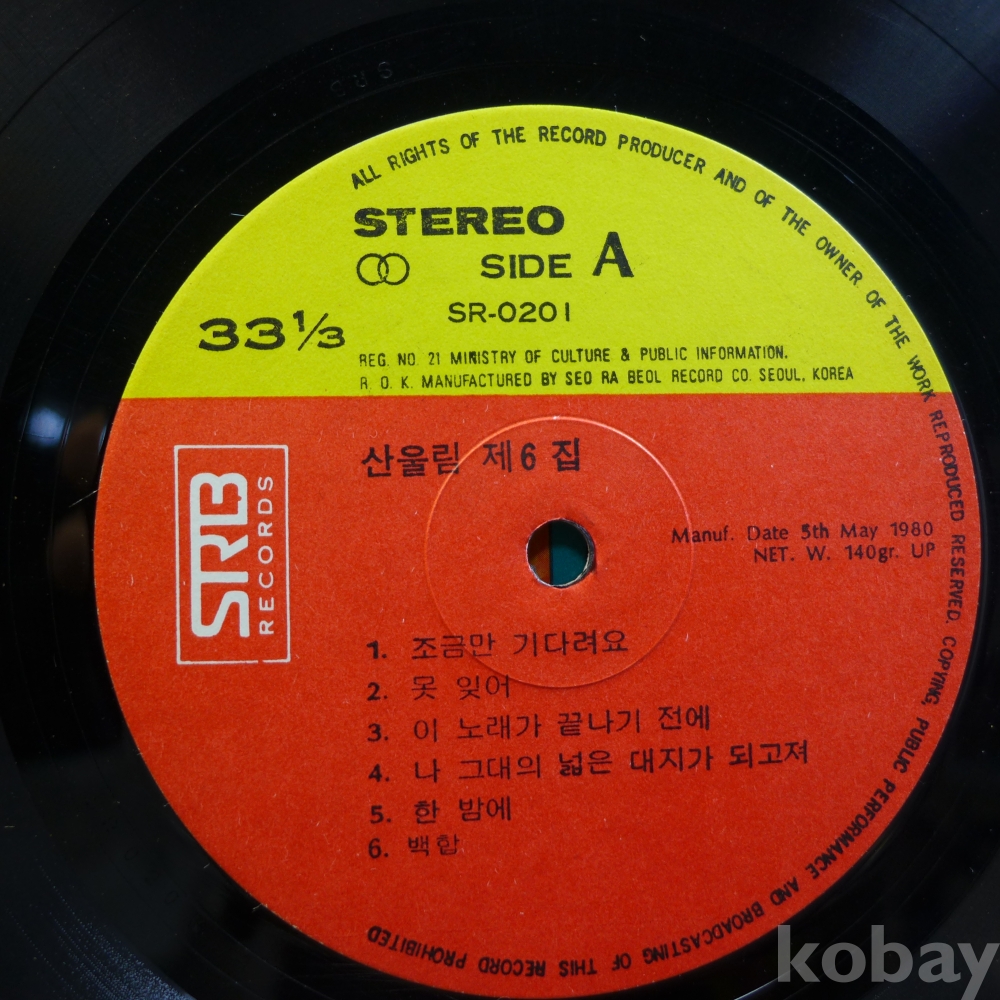 ALL RIGHTS OF THE RECORD PRODUCER AND OF THE OWNER OF THE WORK REPRODUCED RESERVED. COPYING, PUBLIC PERFORMANCE AND BROADCASTING OF THIS RECORD PROHIBITED
STEREO
SIDE A
SR-0201
33 1/3
REG. NO. 21 MINISTRY OF CULTURE & PUBLIC INFORMATION.
R. O. K. MANUFACTURED BY SEO RA BEOL RECORD CO. SEOUL, KOREA
산울림 제6집
STRB
RECORDS
Manuf. Date 5th May 1980
NET. W. 140gr. UP
1. 조금만 기다려요
2. 못 잊어
3. 이 노래가 끝나기 전에
4. 나 그대의 넓은 대지가 되고져
5. 한 밤에
6. 백합
kobay